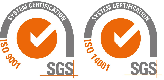 SYSTEM CERTIFICATION
ISO 9001
SGS
SYSTEM CERTIFICATION
ISO 14001
SGS